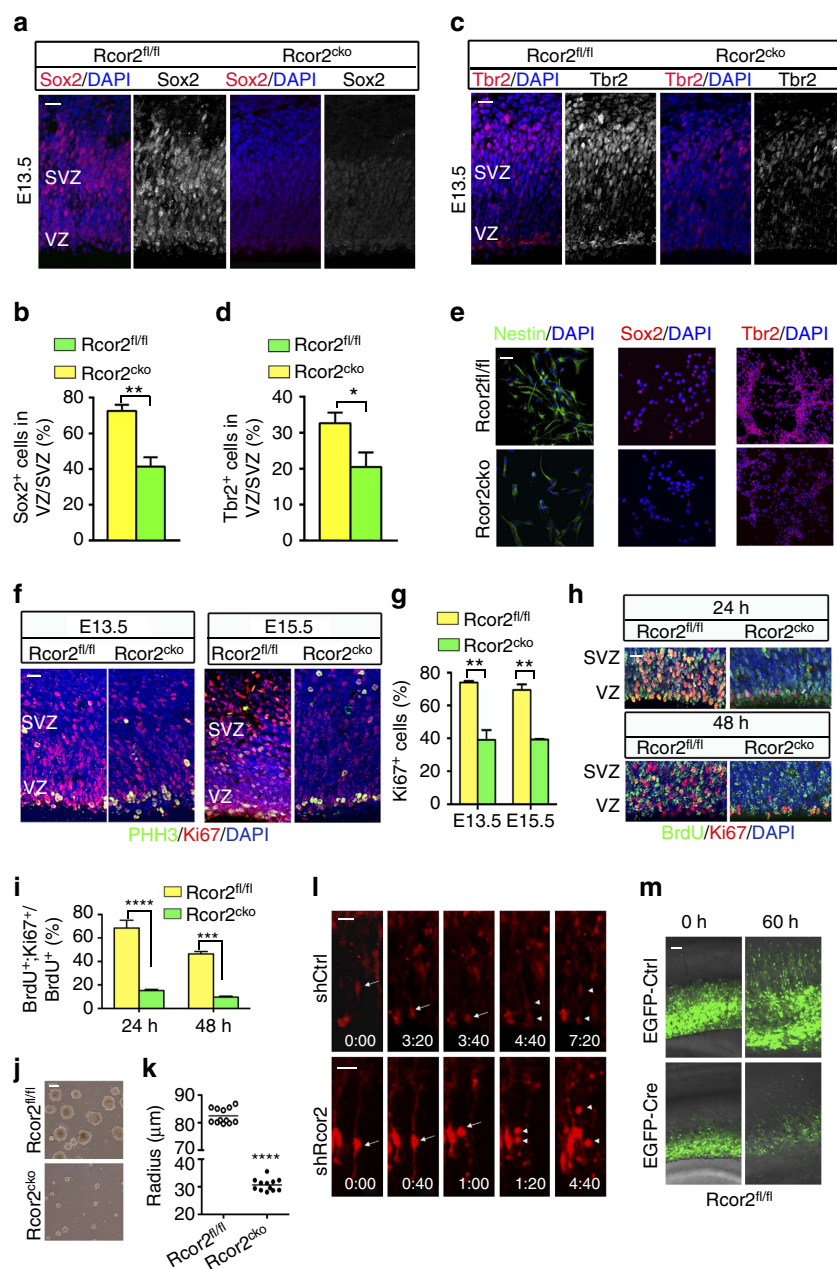 a
Rcor2fl/fl Rcor2cko
Sox2/DAPI Sox2 Sox2/DAPI Sox2
E13.5
SVZ
VZ
c
Rcor2fl/fl Rcor2cko
Tbr2/DAPI Tbr2 Tbr2/DAPI Tbr2
E13.5
SVZ
VZ
b
Rcor2fl/fl
Rcor2cko
**
Sox2+ cells in
VZ/SVZ (%)
80
60
40
20
0
d
Rcor2fl/fl
Rcor2cko
*
Tbr2+ cells in
VZ/SVZ (%)
40
30
20
10
0
e
Nestin/DAPI Sox2/DAPI Tbr2/DAPI
Rcor2fl/fl
Rcor2cko
f
E13.5 E15.5
Rcor2fl/fl Rcor2cko Rcor2fl/fl Rcor2cko
SVZ SVZ
VZ VZ
PHH3/Ki67/DAPI
g
Rcor2fl/fl
Rcor2cko
** **
Ki67+ cells (%)
80
60
40
20
0
E13.5 E15.5
h
24 h
Rcor2fl/fl Rcor2cko
SVZ
VZ
48 h
Rcor2fl/fl Rcor2cko
SVZ
VZ
BrdU/Ki67/DAPI
i
Rcor2fl/fl
Rcor2cko
**** ***
BrdU+;Ki67+/
BrdU+ (%)
80
60
40
20
0
24 h 48 h
j
Rcor2fl/fl
Rcor2cko
k
Radius (μm)
90
80
70
40
30
20
****
Rcor2fl/fl
Rcor2cko
l
shCtrl
0:00 3:20 3:40 4:40 7:20
shRcor2
0:00 0:40 1:00 1:20 4:40
m
0 h 60 h
EGFP-Ctrl
EGFP-Cre
Rcor2fl/fl